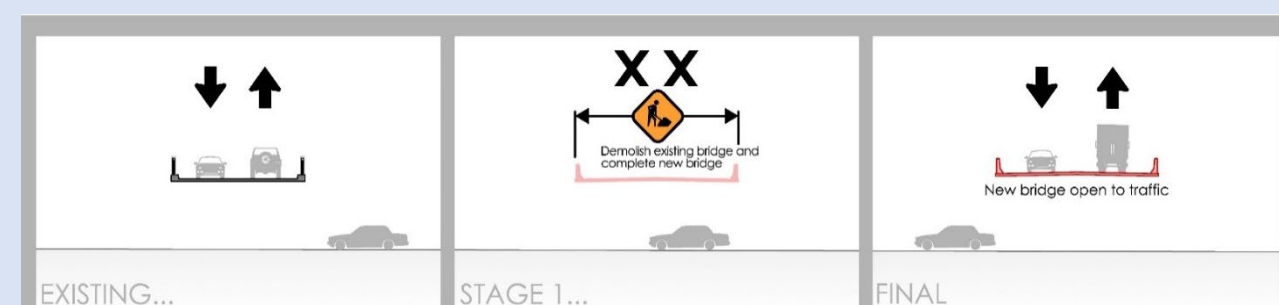 X X
Demolish existing bridge and
complete new bridge
New bridge open to traffic
EXISTING...
STAGE 1...
FINAL